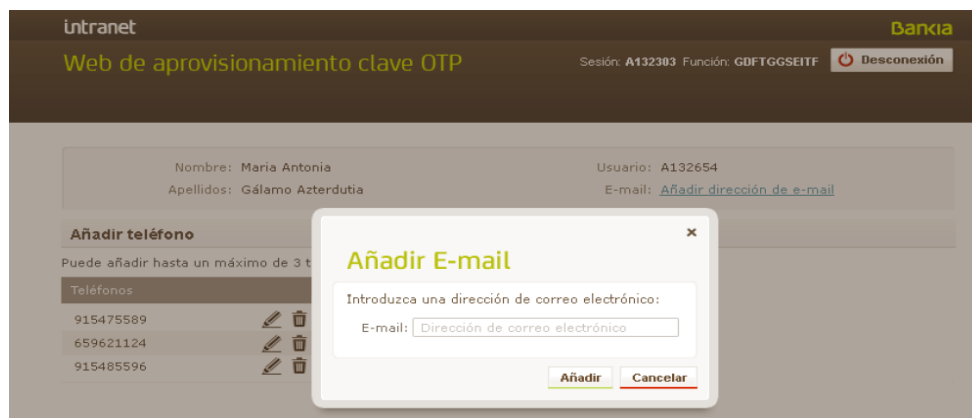 intranet
Bankia
Web de aprovisionamiento clave OTP
Sesión: A132303 Función: GDFTGGSEITF
Desconexión
Nombre: Maria Antonia
Usuario: A132654
Apellidos: Gálamo Azterdutia
E-mail: Añadir dirección de e-mail
Añadir teléfono
Puede añadir hasta un máximo de 3 t
Teléfonos
915475589
659621124
915485596
×
Añadir E-mail
Introduzca una dirección de correo electrónico:
E-mail: Dirección de correo electrónico
Añadir
Cancelar